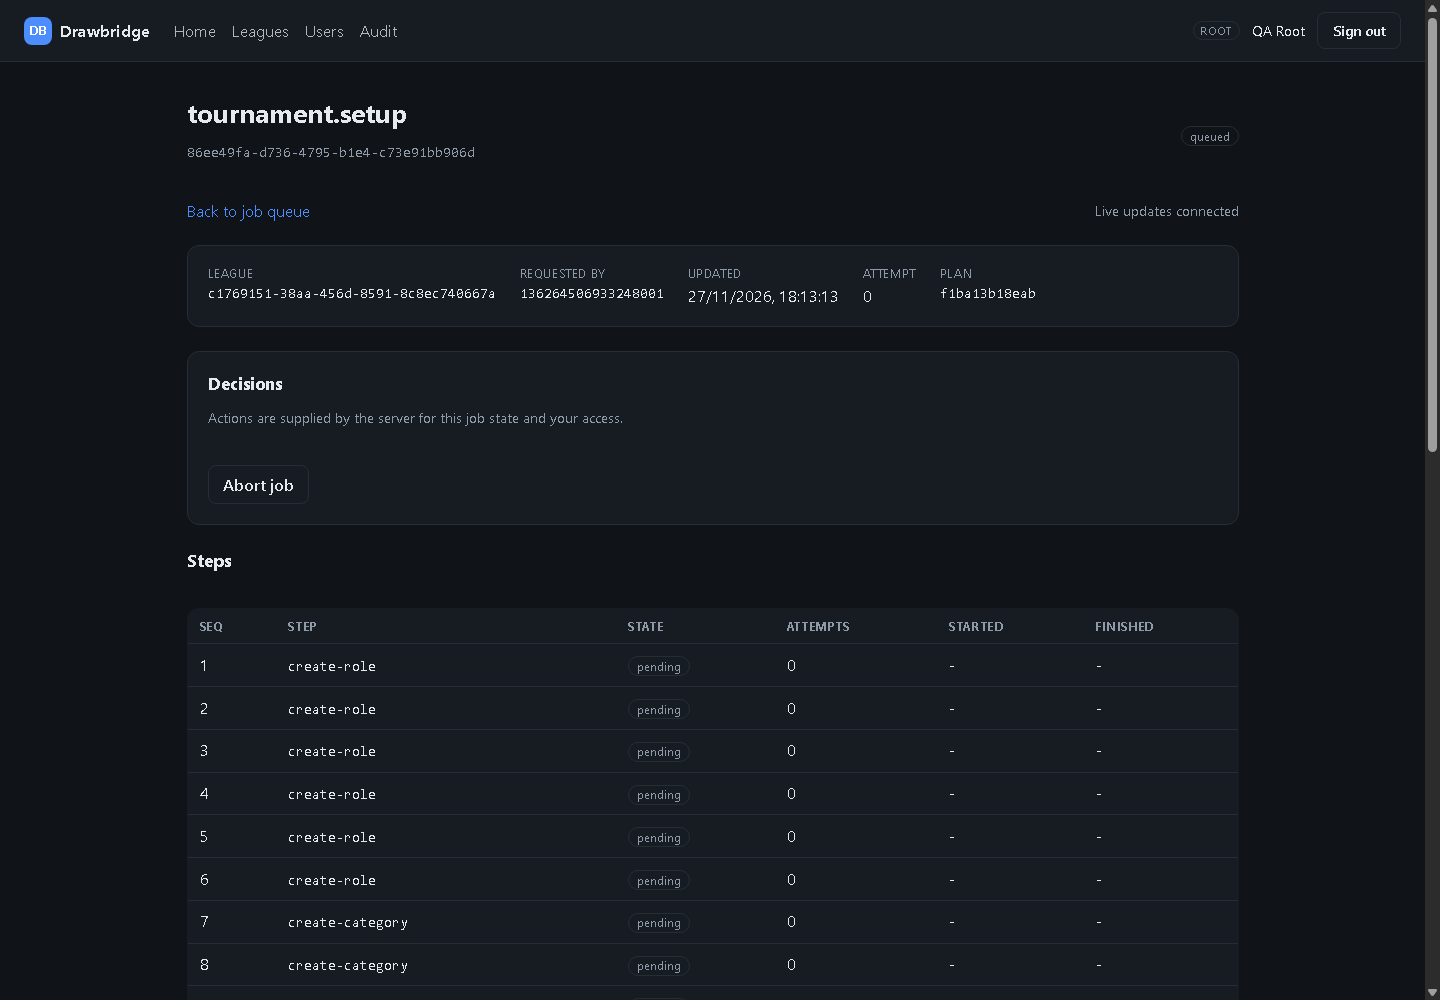 DB Drawbridge Home Leagues Users Audit ROOT QA Root Sign out
tournament.setup
86ee49fa-d736-4795-b1e4-c73e91bb906d
queued
Back to job queue Live updates connected
LEAGUE REQUESTED BY UPDATED ATTEMPT PLAN
c1769151-38aa-456d-8591-8c8ec740667a 136264506933248001 27/11/2026, 18:13:13 0 f1ba13b18eab
Decisions
Actions are supplied by the server for this job state and your access.
Abort job
Steps
SEQ STEP STATE ATTEMPTS STARTED FINISHED
1 create-role pending 0 - -
2 create-role pending 0 - -
3 create-role pending 0 - -
4 create-role pending 0 - -
5 create-role pending 0 - -
6 create-role pending 0 - -
7 create-category pending 0 - -
8 create-category pending 0 - -